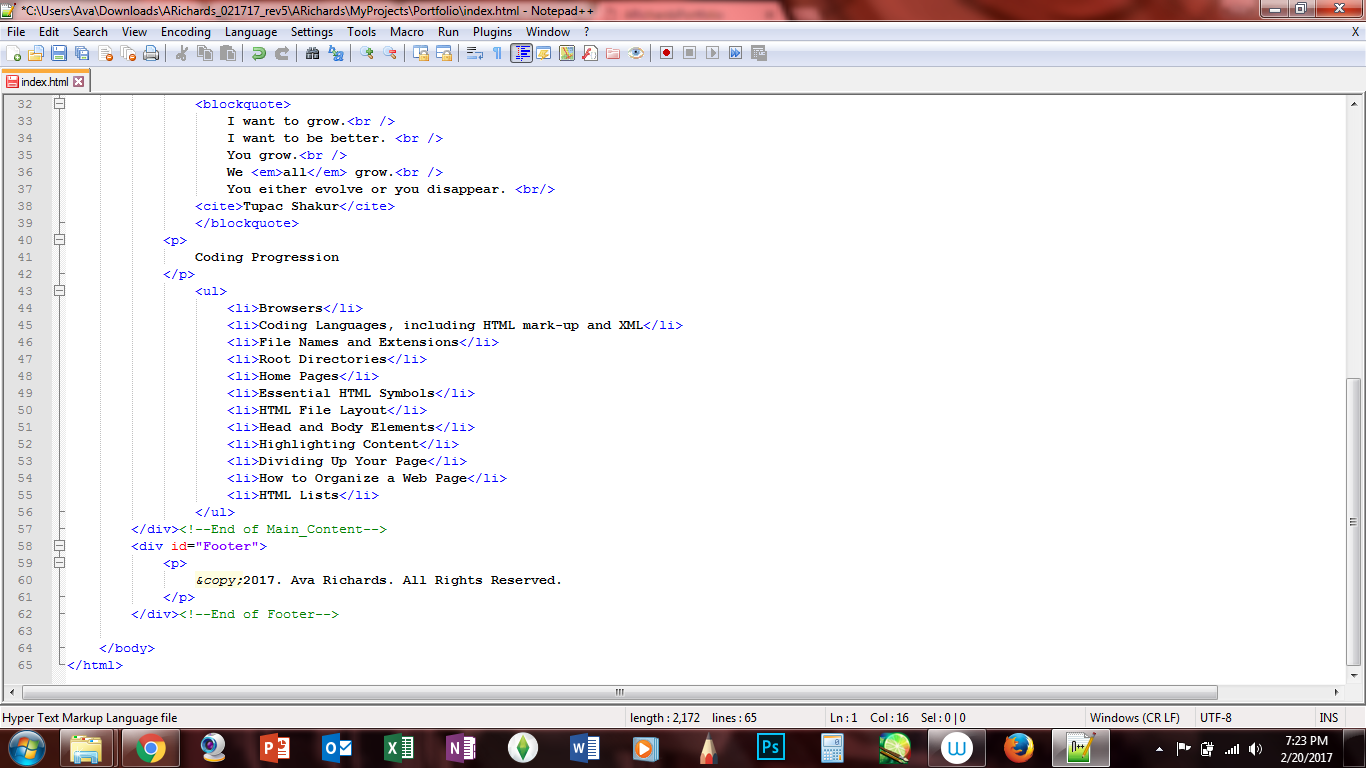 *C:\Users\Ava\Downloads\ARichards_021717_rev5\ARichards\MyProjects\Portfolio\index.html - Notepad++
File Edit Search View Encoding Language Settings Tools Macro Run Plugins Window ? X
index.html
32 <blockquote>
33 I want to grow.<br />
34 I want to be better. <br />
35 You grow.<br />
36 We <em>all</em> grow.<br />
37 You either evolve or you disappear. <br/>
38 <cite>Tupac Shakur</cite>
39 </blockquote>
40 <p>
41 Coding Progression
42 </p>
43 <ul>
44 <li>Browsers</li>
45 <li>Coding Languages, including HTML mark-up and XML</li>
46 <li>File Names and Extensions</li>
47 <li>Root Directories</li>
48 <li>Home Pages</li>
49 <li>Essential HTML Symbols</li>
50 <li>HTML File Layout</li>
51 <li>Head and Body Elements</li>
52 <li>Highlighting Content</li>
53 <li>Dividing Up Your Page</li>
54 <li>How to Organize a Web Page</li>
55 <li>HTML Lists</li>
56 </ul>
57 </div><!--End of Main_Content-->
58 <div id="Footer">
59 <p>
60 &copy;2017. Ava Richards. All Rights Reserved.
61 </p>
62 </div><!--End of Footer-->
63
64 </body>
65 </html>
Hyper Text Markup Language file length : 2,172 lines : 65 Ln : 1 Col : 16 Sel : 0 | 0 Windows (CR LF) UTF-8 INS
7:23 PM
2/20/2017